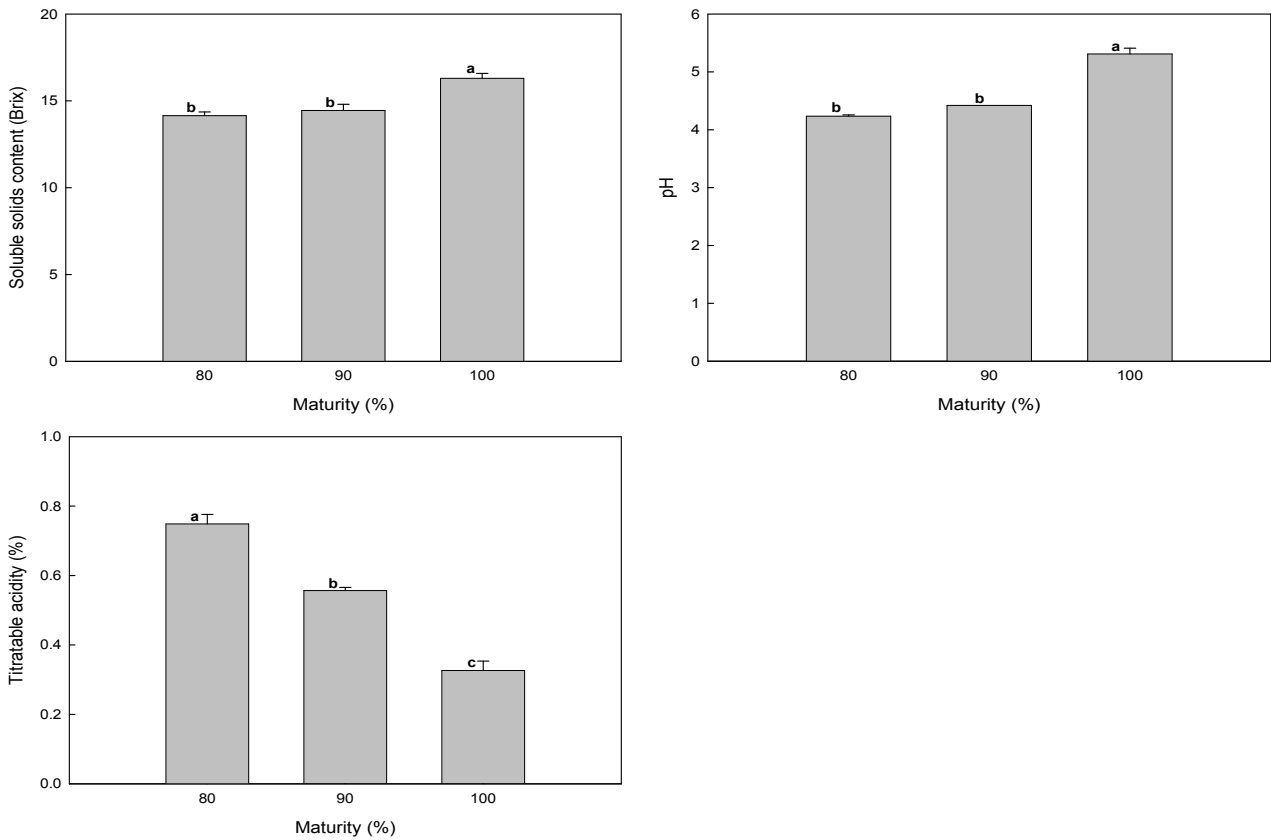 Soluble solids content (Brix)
20
15
10
5
0
b
b
a
80 90 100
Maturity (%)
pH
6
5
4
3
2
1
0
b
b
a
80 90 100
Maturity (%)
Titratable acidity (%)
1.0
0.8
0.6
0.4
0.2
0.0
a
b
c
80 90 100
Maturity (%)